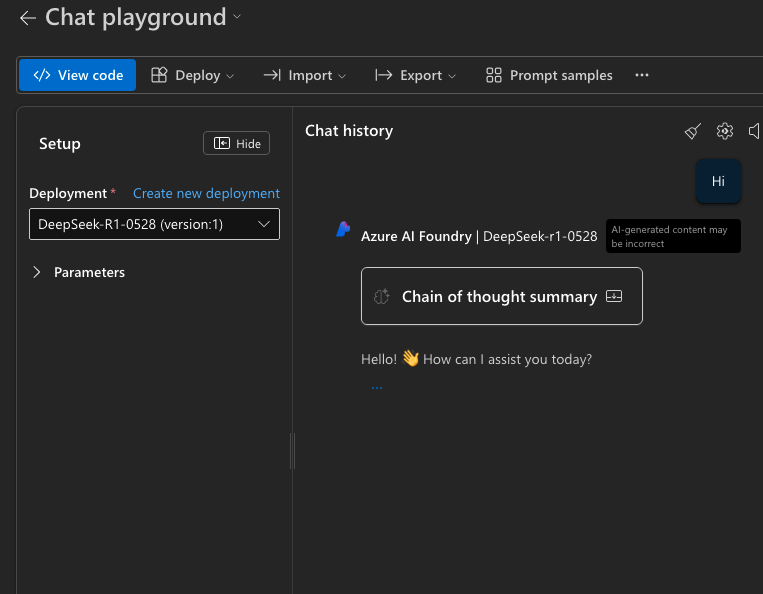 Chat playground
View code
Deploy
Import
Export
Prompt samples
Setup
Hide
Deployment *
Create new deployment
DeepSeek-R1-0528 (version:1)
Parameters
Chat history
Hi
Azure AI Foundry | DeepSeek-r1-0528
AI-generated content may
be incorrect
Chain of thought summary
Hello! 👋 How can I assist you today?
...